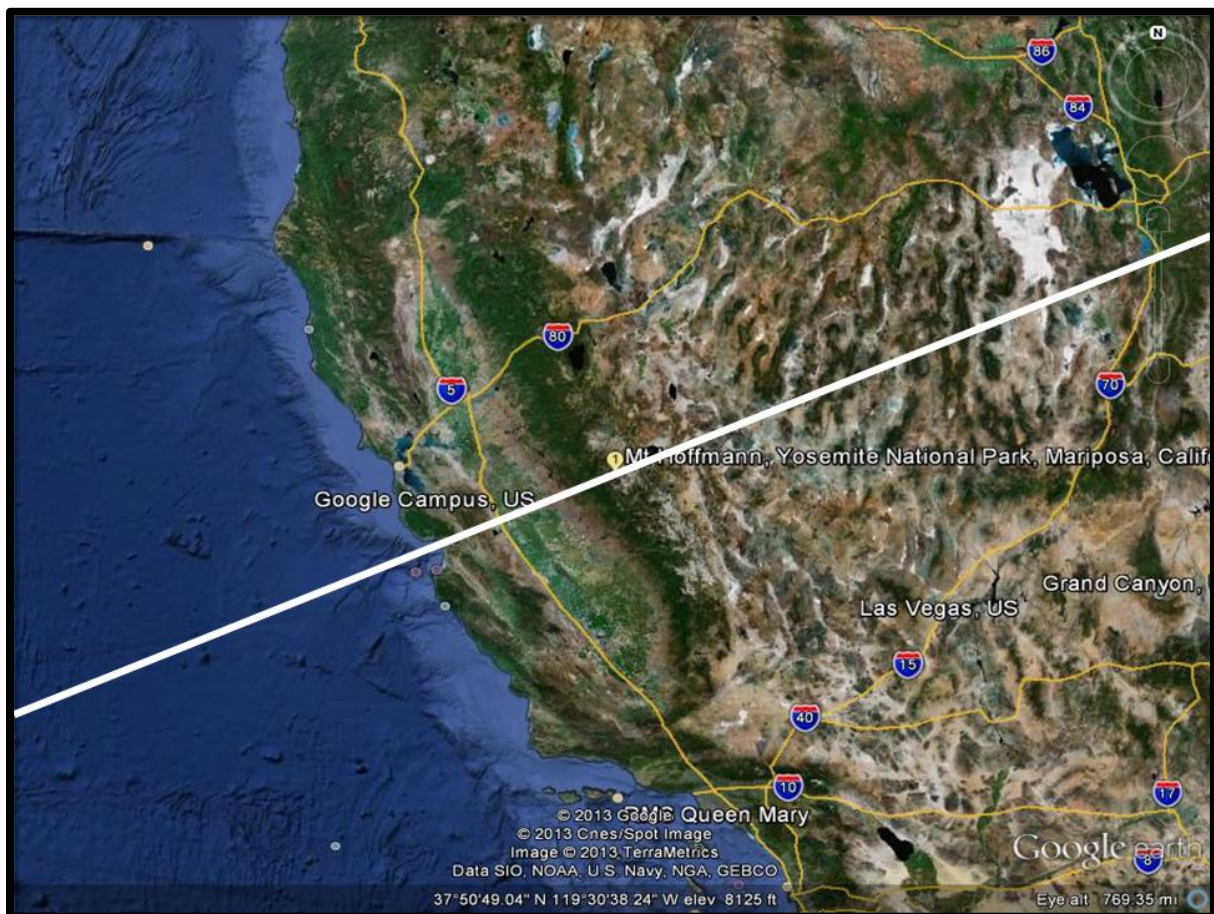 N
86
84
80
5
70
1
Mt Hoffmann, Yosemite National Park, Mariposa, Califo
Google Campus, US
Grand Canyon,
Las Vegas, US
15
40
10
17
RMS Queen Mary
© 2013 Google
© 2013 Cnes/Spot Image
Image © 2013 TerraMetrics
Data SIO, NOAA, U.S. Navy, NGA, GEBCO
Google earth
8
37°50'49.04" N 119°30'38.24" W elev 8125 ft
Eye alt 769.35 mi